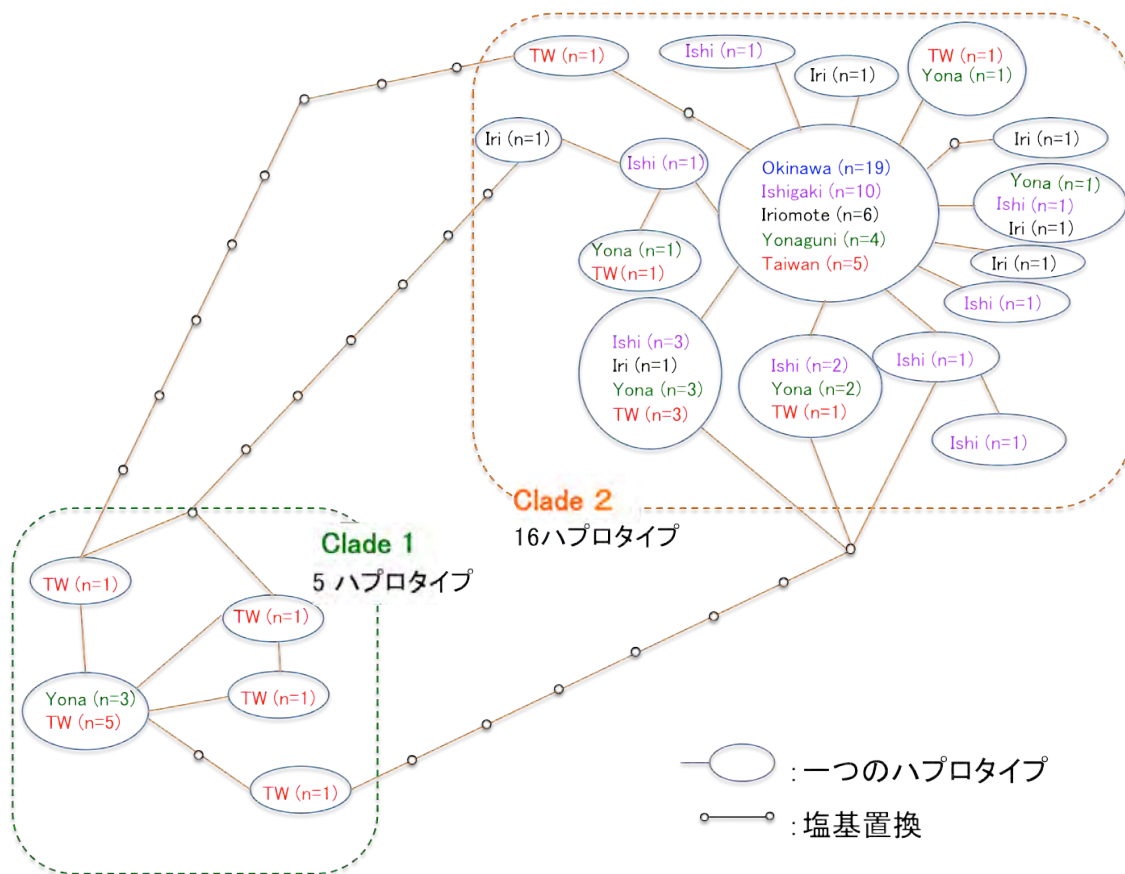 TW (n=1)
Ishi (n=1)
Iri (n=1)
TW (n=1)
Yona (n=1)
Iri (n=1)
Ishi (n=1)
Iri (n=1)
Okinawa (n=19)
Ishigaki (n=10)
Iriomote (n=6)
Yonaguni (n=4)
Taiwan (n=5)
Yona (n=1)
Ishi (n=1)
Iri (n=1)
Yona (n=1)
TW (n=1)
Iri (n=1)
Ishi (n=1)
Ishi (n=3)
Iri (n=1)
Yona (n=3)
TW (n=3)
Ishi (n=2)
Yona (n=2)
TW (n=1)
Ishi (n=1)
Ishi (n=1)
Clade 2
16ハプロタイプ
Clade 1
5 ハプロタイプ
TW (n=1)
TW (n=1)
Yona (n=3)
TW (n=5)
TW (n=1)
TW (n=1)
:一つのハプロタイプ
:塩基置換